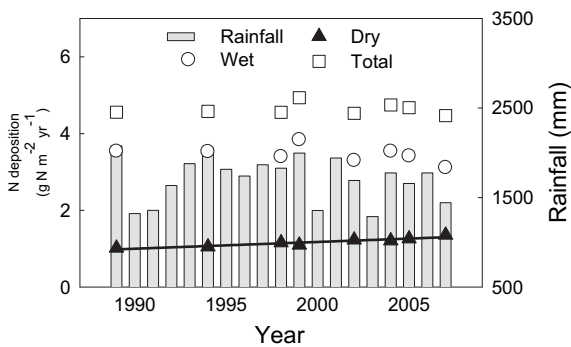 Rainfall Dry
Wet Total
6
4
2
0
N deposition
(g N m⁻² yr⁻¹)
3500
2500
1500
500
Rainfall (mm)
1990 1995 2000 2005
Year